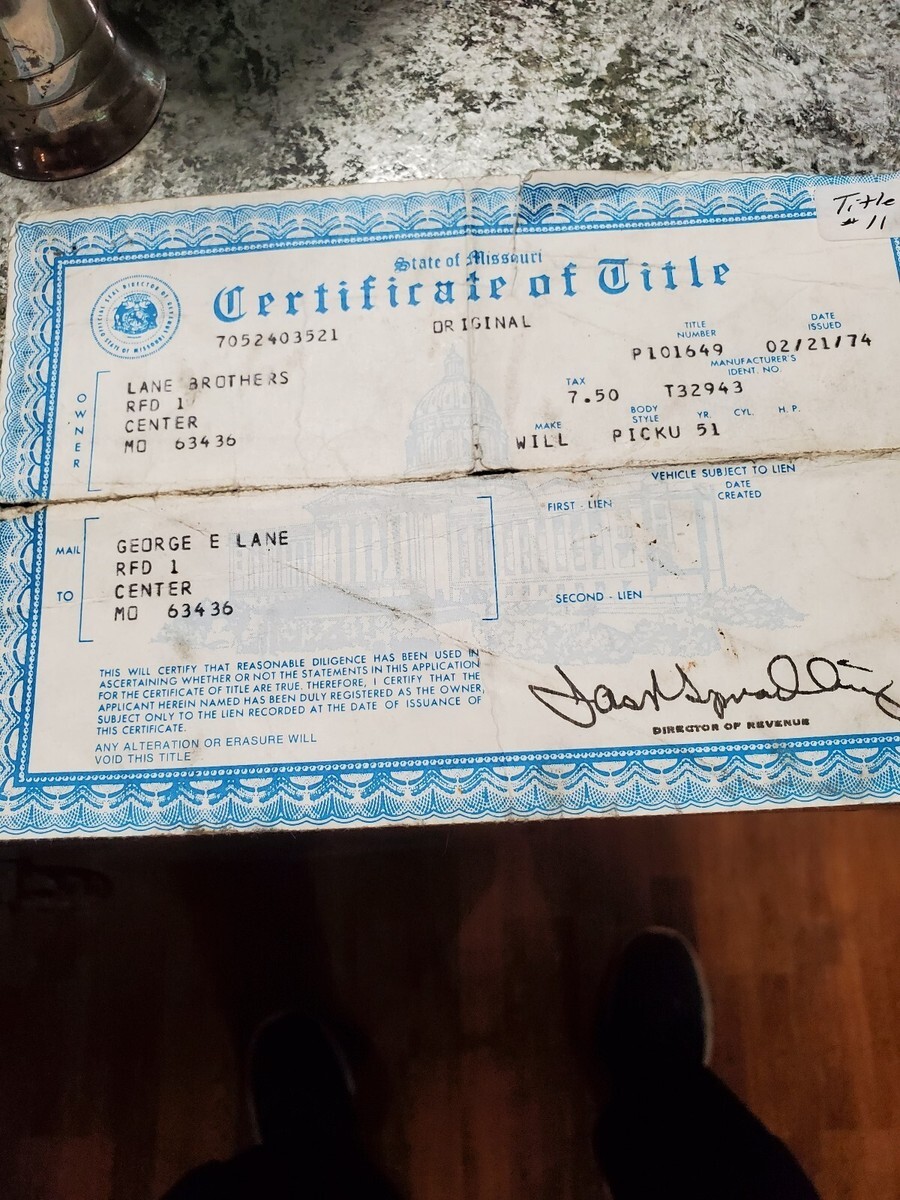 Title
# 11
State of Missouri
Certificate of Title
7052403521 ORIGINAL
TITLE NUMBER
P101649
DATE ISSUED
02/21/74
MANUFACTURER'S IDENT. NO.
T32943
TAX
7.50
MAKE
WILL
BODY STYLE
PICKU
YR.
51
CYL.
H. P.
OWNER
LANE BROTHERS
RFD 1
CENTER
MO 63436
VEHICLE SUBJECT TO LIEN
DATE CREATED
FIRST - LIEN
SECOND - LIEN
MAIL TO
GEORGE E LANE
RFD 1
CENTER
MO 63436
THIS WILL CERTIFY THAT REASONABLE DILIGENCE HAS BEEN USED IN
ASCERTAINING WHETHER OR NOT THE STATEMENTS IN THIS APPLICATION
FOR THE CERTIFICATE OF TITLE ARE TRUE. THEREFORE, I CERTIFY THAT THE
APPLICANT HEREIN NAMED HAS BEEN DULY REGISTERED AS THE OWNER,
SUBJECT ONLY TO THE LIEN RECORDED AT THE DATE OF ISSUANCE OF
THIS CERTIFICATE.
ANY ALTERATION OR ERASURE WILL
VOID THIS TITLE
DIRECTOR OF REVENUE